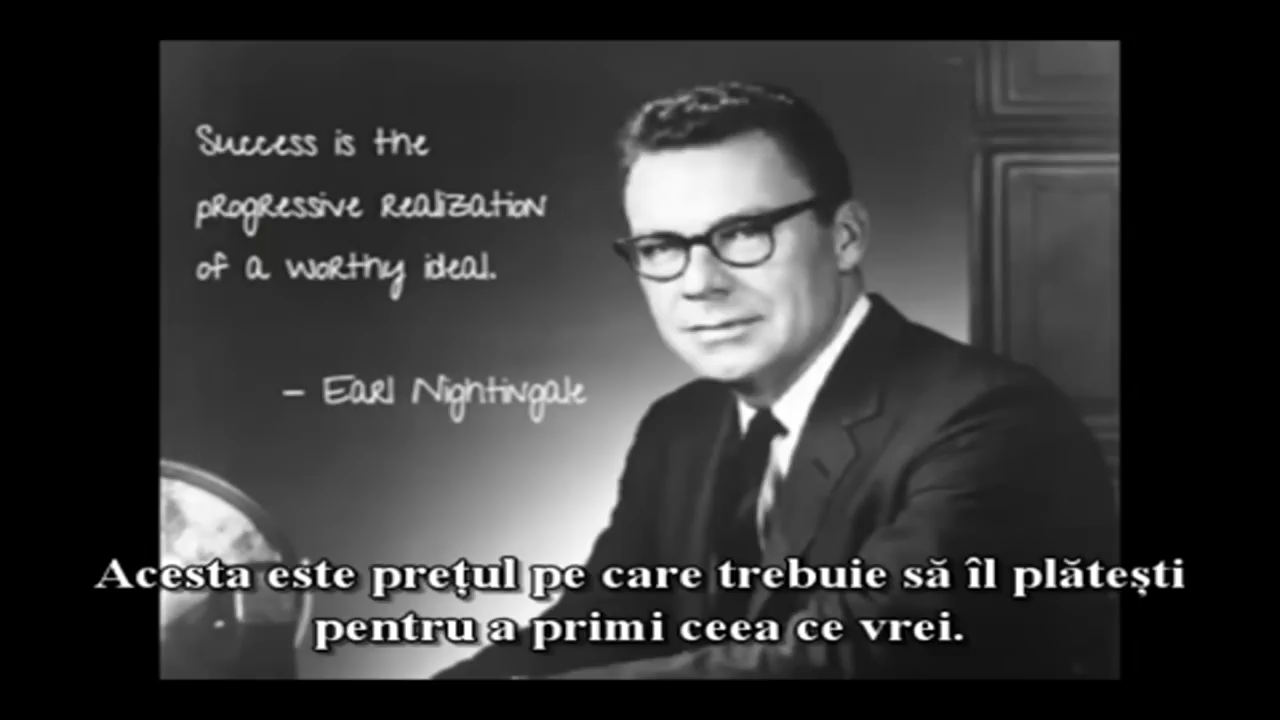 Success is the
progressive realization
of a worthy ideal.
– Earl Nightingale
Acesta este prețul pe care trebuie să îl plătești
pentru a primi ceea ce vrei.